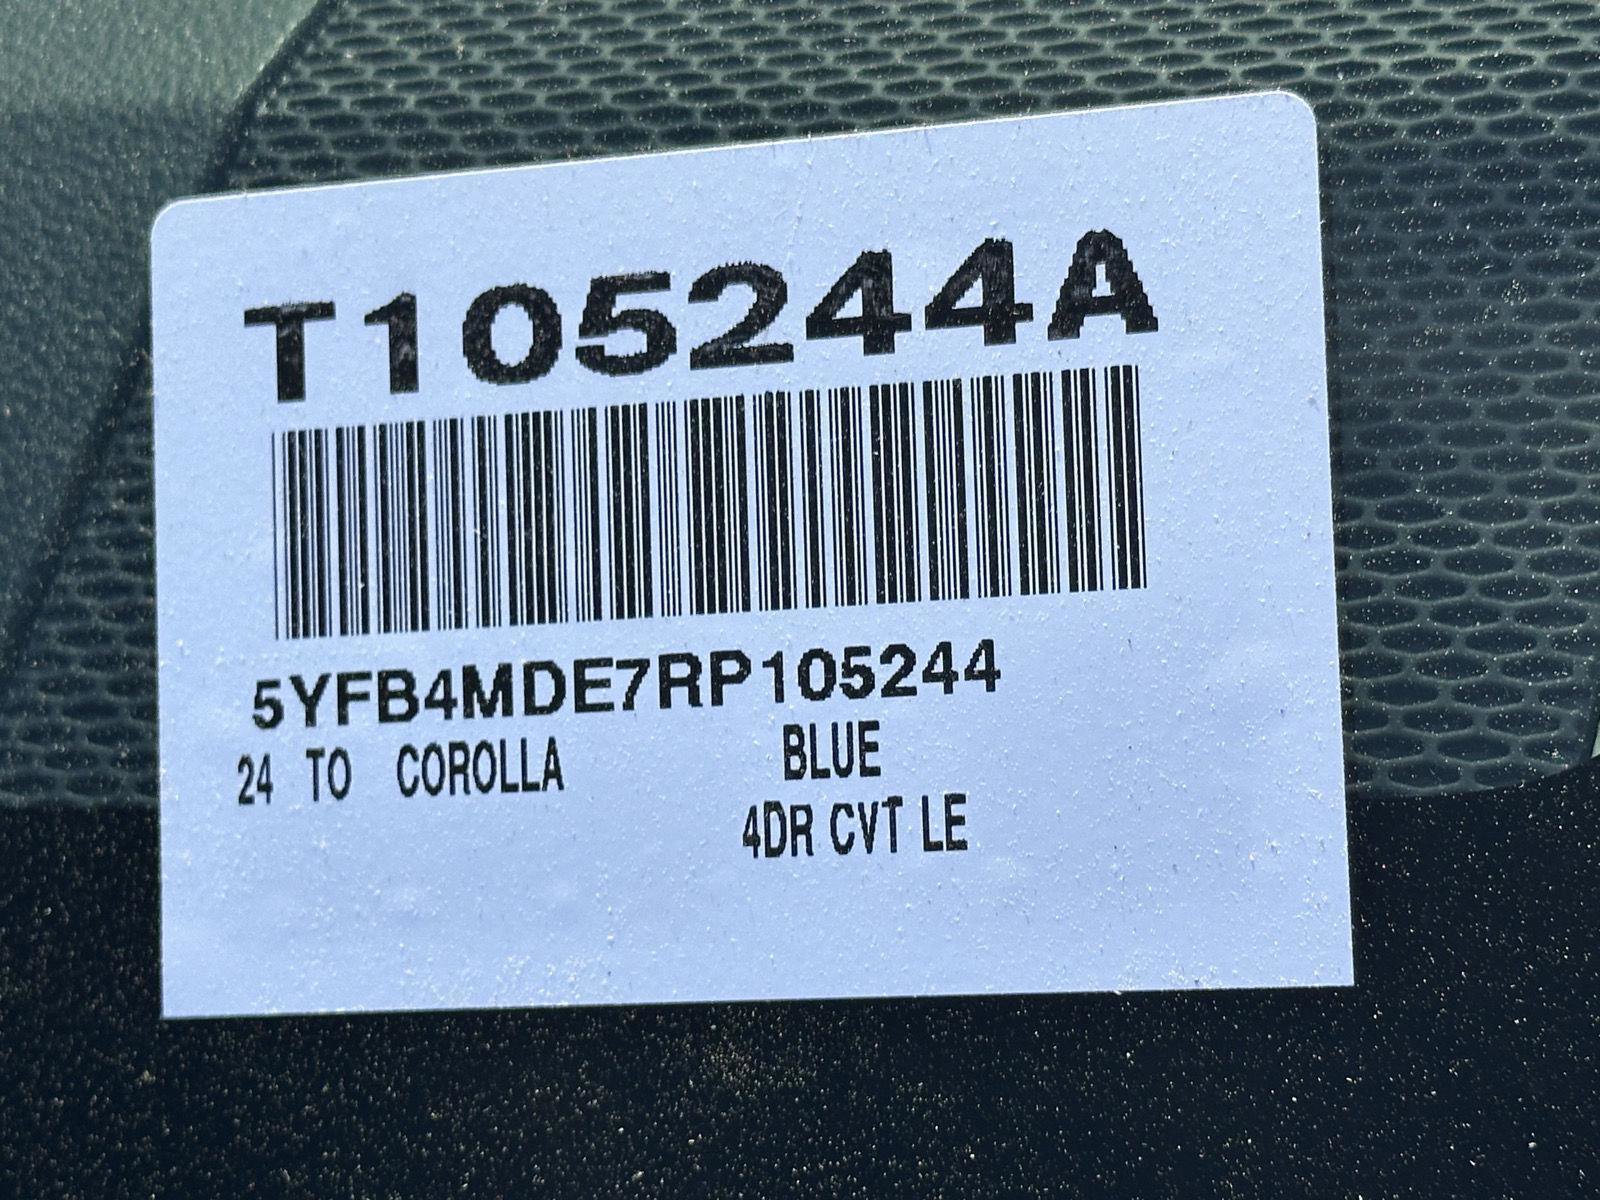 T105244A
5YFB4MDE7RP105244
24 TO COROLLA BLUE
4DR CVT LE